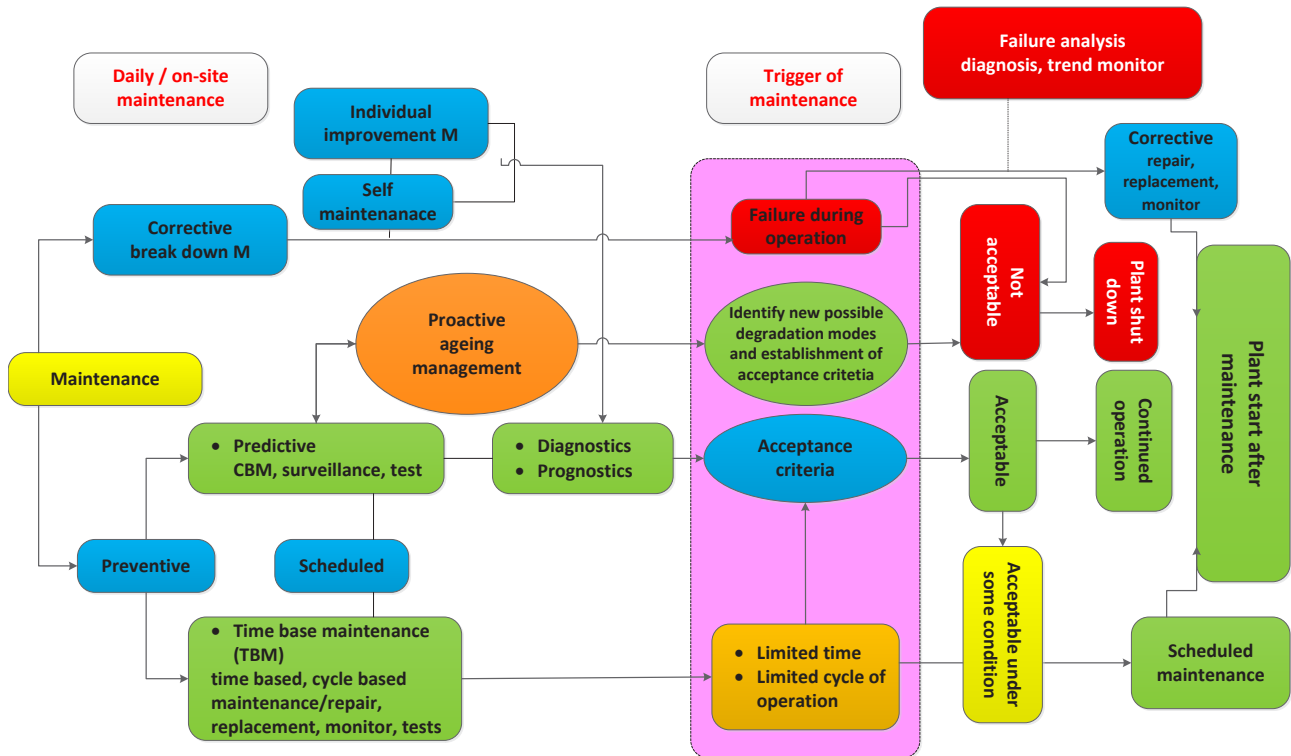 Daily / on-site
maintenance
Trigger of
maintenance
Failure analysis
diagnosis, trend monitor
Individual
improvement M
Self
maintenanace
Corrective
break down M
Failure during
operation
Corrective
repair,
replacement,
monitor
Not
acceptable
Plant shut
down
Proactive
ageing
management
Identify new possible
degradation modes
and establishment of
acceptance critetia
Maintenance
• Predictive
CBM, surveillance, test
• Diagnostics
• Prognostics
Acceptance
criteria
Acceptable
Continued
operation
Plant start after
maintenance
Preventive
Scheduled
Acceptable under
some condition
• Time base maintenance
(TBM)
time based, cycle based
maintenance/repair,
replacement, monitor, tests
• Limited time
• Limited cycle of
operation
Scheduled
maintenance